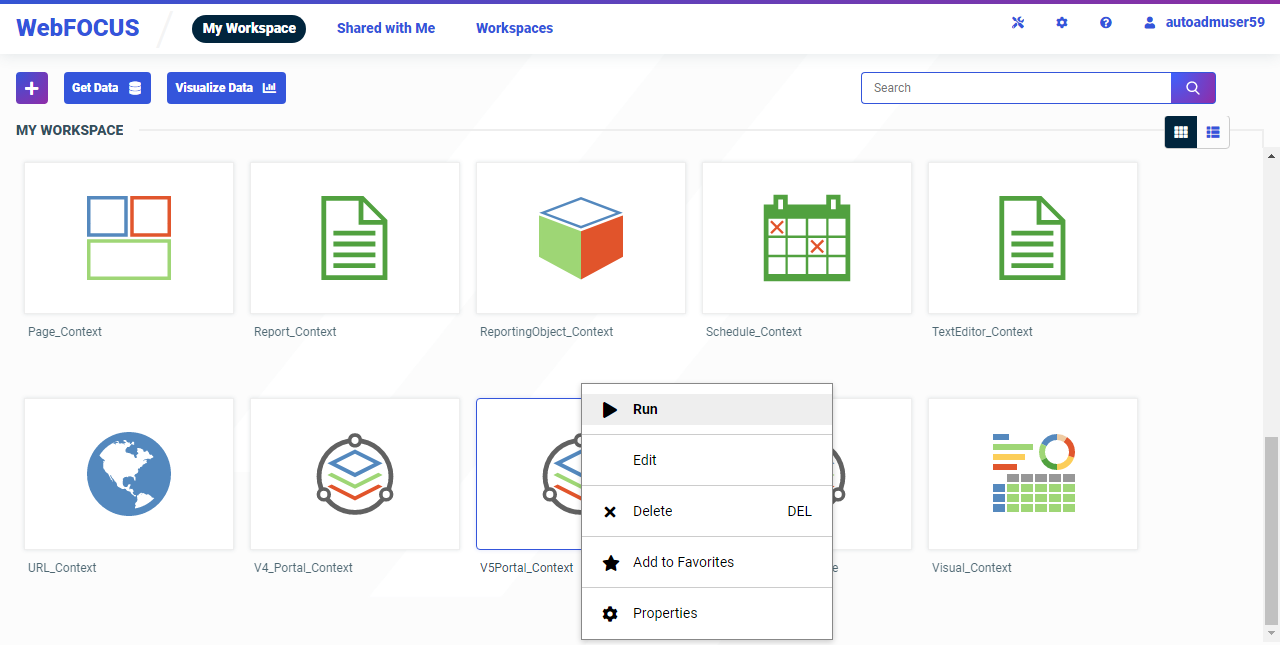 WebFOCUS
My Workspace
Shared with Me
Workspaces
autoadmuser59
Get Data
Visualize Data
Search
MY WORKSPACE
Page_Context
Report_Context
ReportingObject_Context
Schedule_Context
TextEditor_Context
URL_Context
V4_Portal_Context
V5Portal_Context
Visual_Context
Run
Edit
Delete DEL
Add to Favorites
Properties